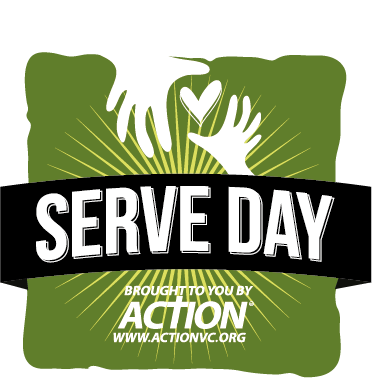 SERVE DAY
BROUGHT TO YOU BY
ACTION
WWW.ACTIONVC.ORG